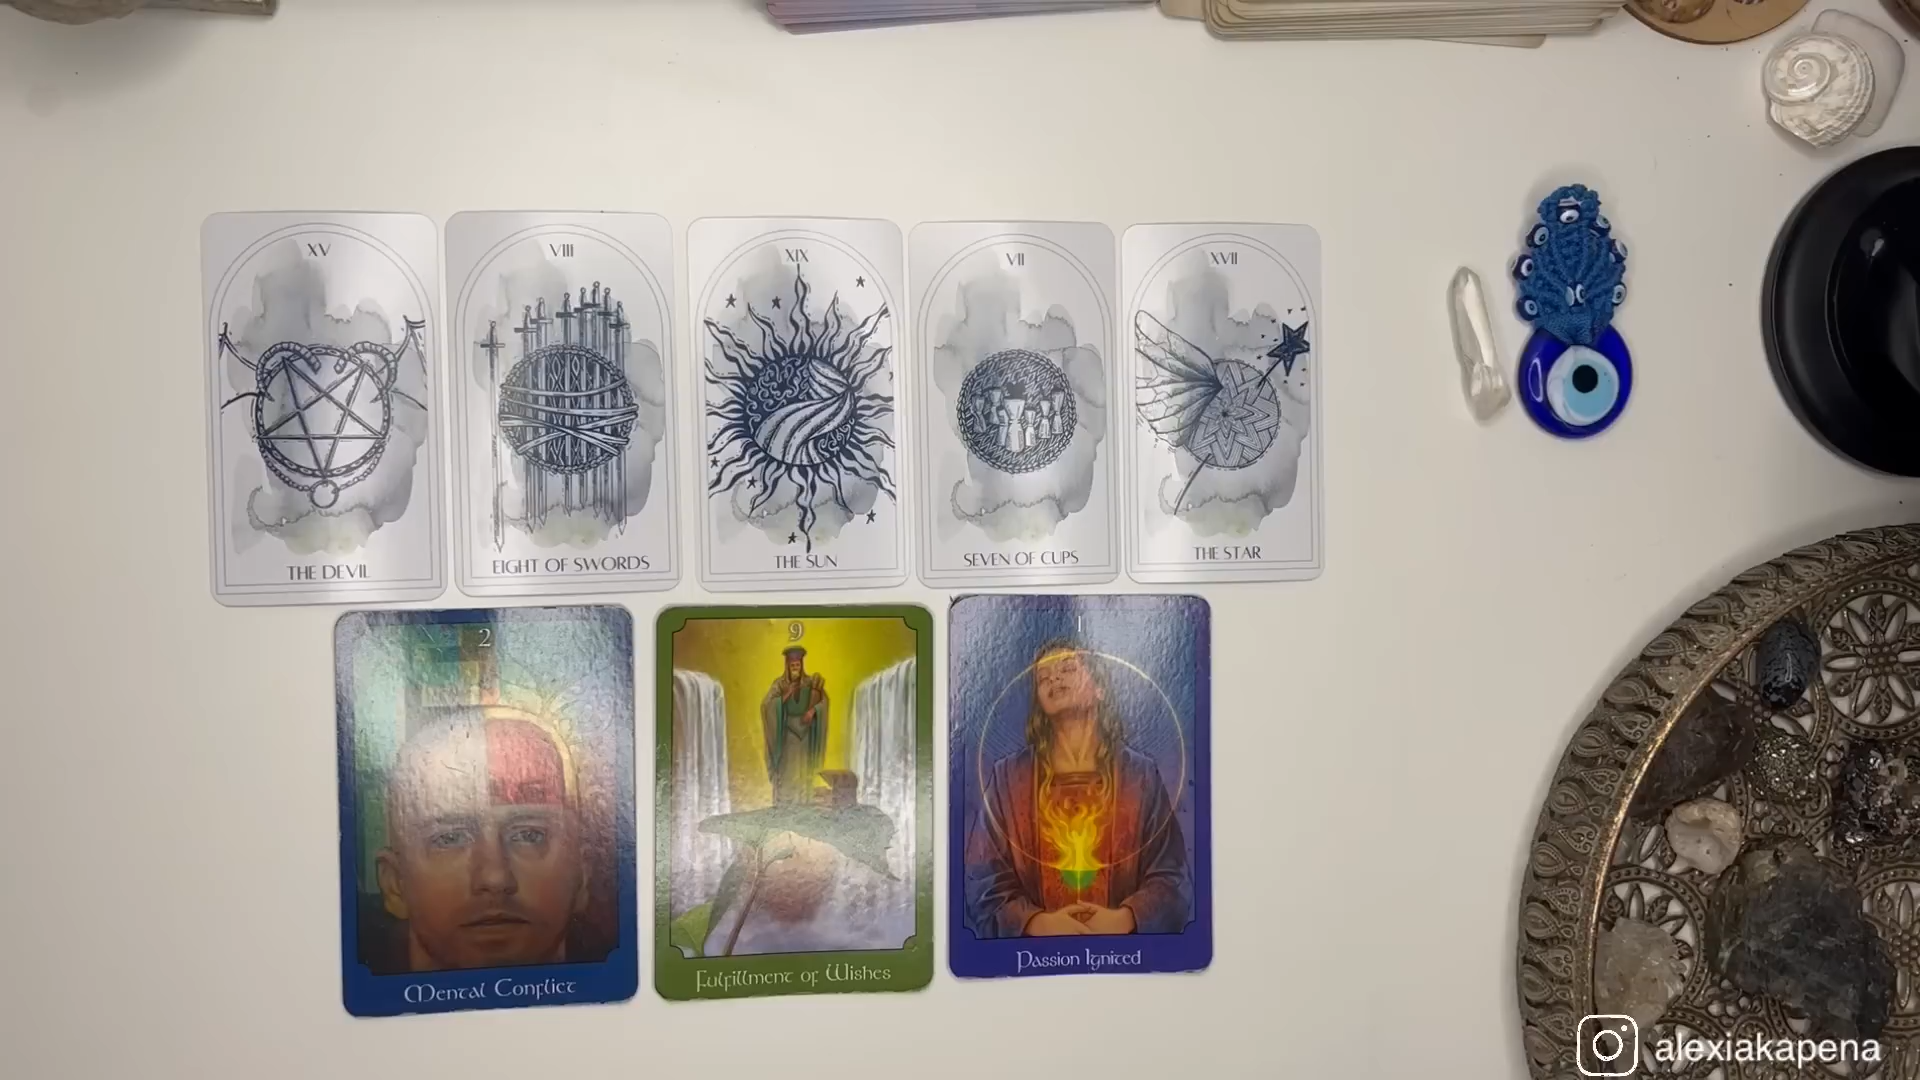 XV
THE DEVIL
VIII
EIGHT OF SWORDS
XIX
THE SUN
VII
SEVEN OF CUPS
XVII
THE STAR
2
Mental Conflict
9
Fulfillment of Wishes
1
Passion Ignited
alexiakapena